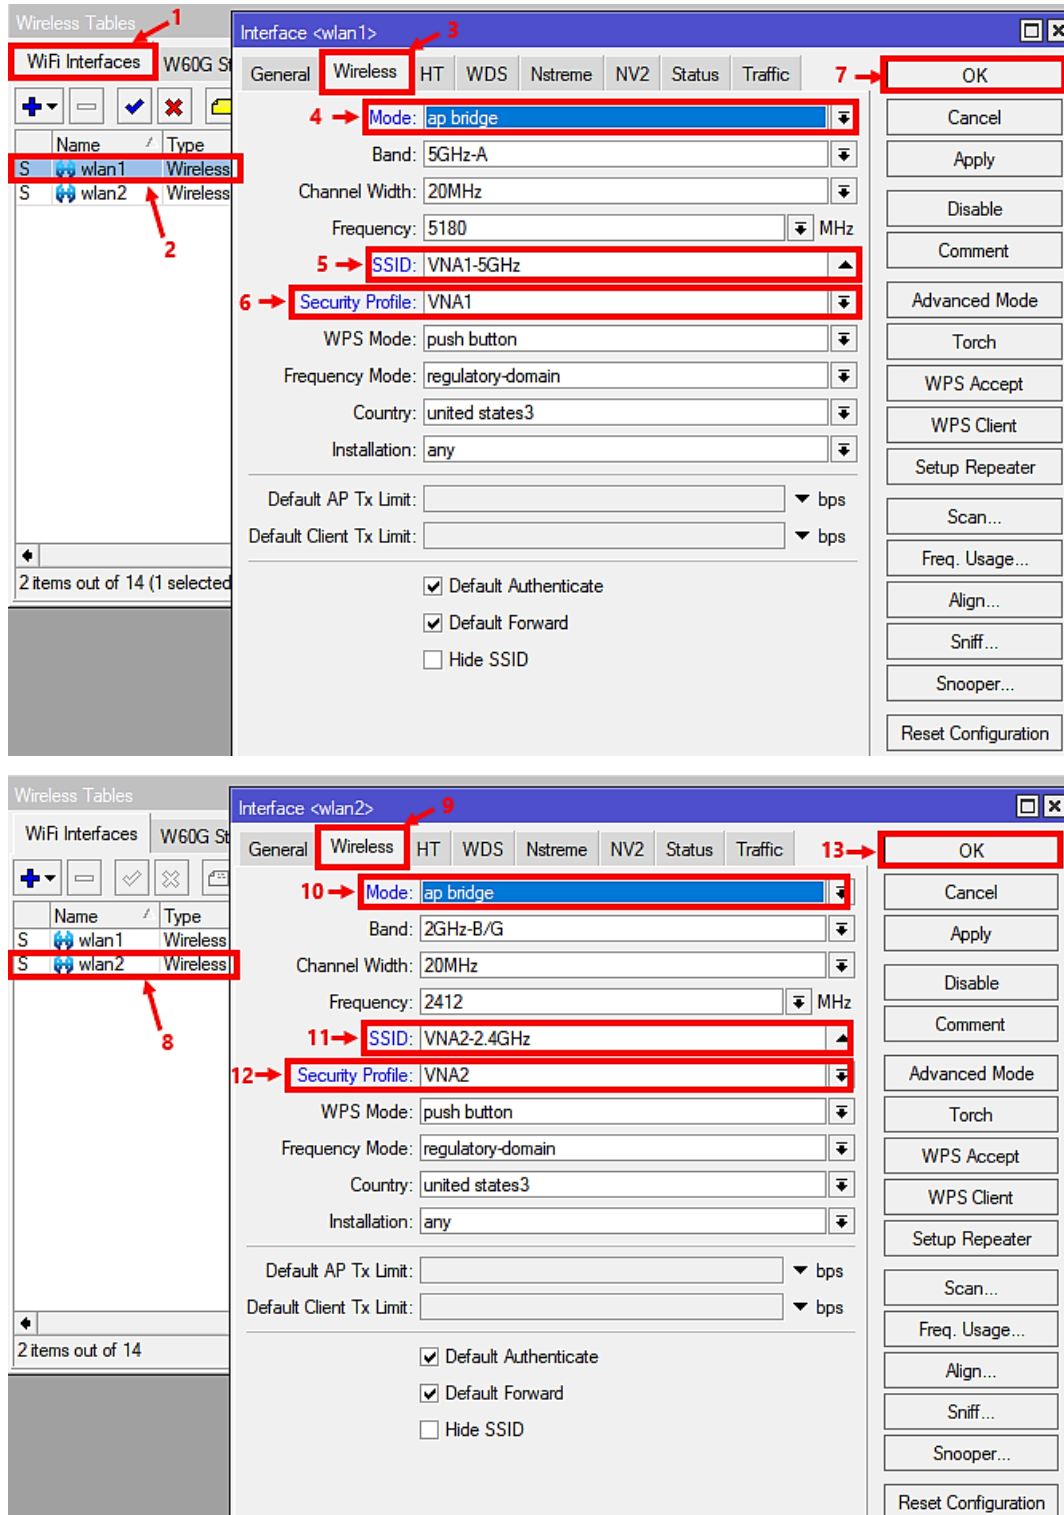 Wireless Tables
1
WiFi Interfaces
W60G St
Name
Type
S wlan1 Wireless
S wlan2 Wireless
2
2 items out of 14 (1 selected
Interface <wlan1>
3
General Wireless HT WDS Nstreme NV2 Status Traffic
4 Mode: ap bridge
Band: 5GHz-A
Channel Width: 20MHz
Frequency: 5180 MHz
5 SSID: VNA1-5GHz
6 Security Profile: VNA1
WPS Mode: push button
Frequency Mode: regulatory-domain
Country: united states3
Installation: any
Default AP Tx Limit: bps
Default Client Tx Limit: bps
Default Authenticate
Default Forward
Hide SSID
7 OK
Cancel
Apply
Disable
Comment
Advanced Mode
Torch
WPS Accept
WPS Client
Setup Repeater
Scan...
Freq. Usage...
Align...
Sniff...
Snooper...
Reset Configuration
Wireless Tables
WiFi Interfaces
W60G St
Name
Type
S wlan1 Wireless
S wlan2 Wireless
8
2 items out of 14
Interface <wlan2>
9
General Wireless HT WDS Nstreme NV2 Status Traffic
10 Mode: ap bridge
Band: 2GHz-B/G
Channel Width: 20MHz
Frequency: 2412 MHz
11 SSID: VNA2-2.4GHz
12 Security Profile: VNA2
WPS Mode: push button
Frequency Mode: regulatory-domain
Country: united states3
Installation: any
Default AP Tx Limit: bps
Default Client Tx Limit: bps
Default Authenticate
Default Forward
Hide SSID
13 OK
Cancel
Apply
Disable
Comment
Advanced Mode
Torch
WPS Accept
WPS Client
Setup Repeater
Scan...
Freq. Usage...
Align...
Sniff...
Snooper...
Reset Configuration